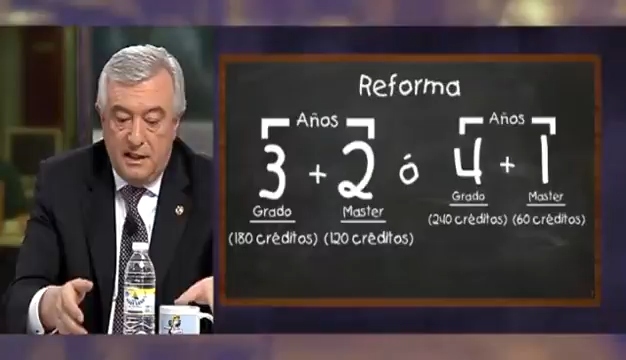 Reforma
Años Años
3 + 2 ó 4 + 1
Grado Master Grado Master
(180 créditos) (120 créditos) (240 créditos) (60 créditos)